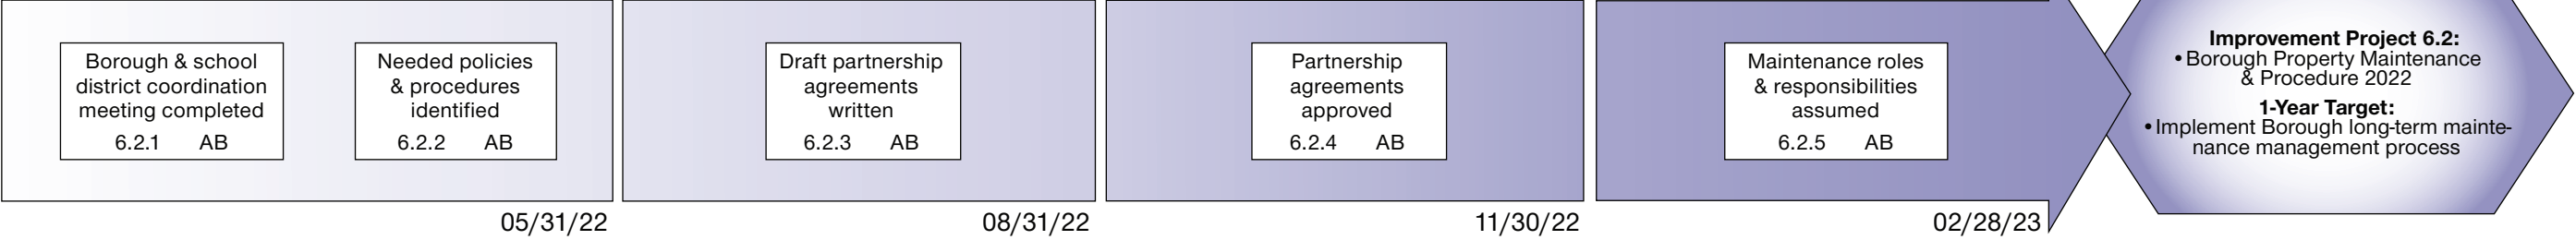 Borough & school
district coordination
meeting completed
6.2.1 AB
Needed policies
& procedures
identified
6.2.2 AB
05/31/22
Draft partnership
agreements
written
6.2.3 AB
08/31/22
Partnership
agreements
approved
6.2.4 AB
11/30/22
Maintenance roles
& responsibilities
assumed
6.2.5 AB
02/28/23
Improvement Project 6.2:
• Borough Property Maintenance
& Procedure 2022
1-Year Target:
• Implement Borough long-term mainte-
nance management process